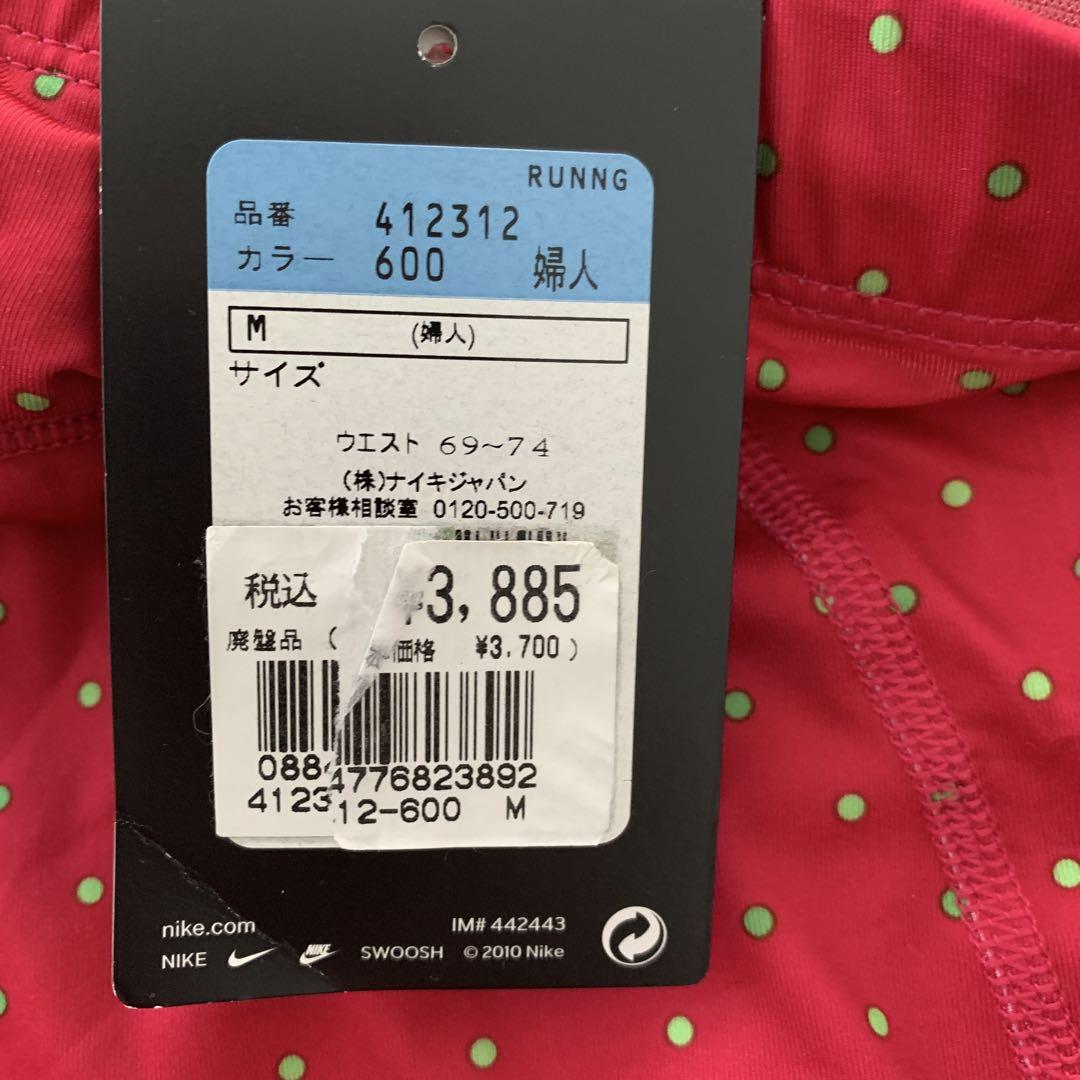 RUNNG
品番 412312
カラー 600 婦人
M (婦人)
サイズ
ウエスト 69~74
(株)ナイキジャパン
お客様相談室 0120-500-719
税込 ¥3,885
廃盤品 ( 価格 ¥3,700 )
0884776823892
412312-600 M
nike.com IM# 442443
NIKE NIKE SWOOSH © 2010 Nike